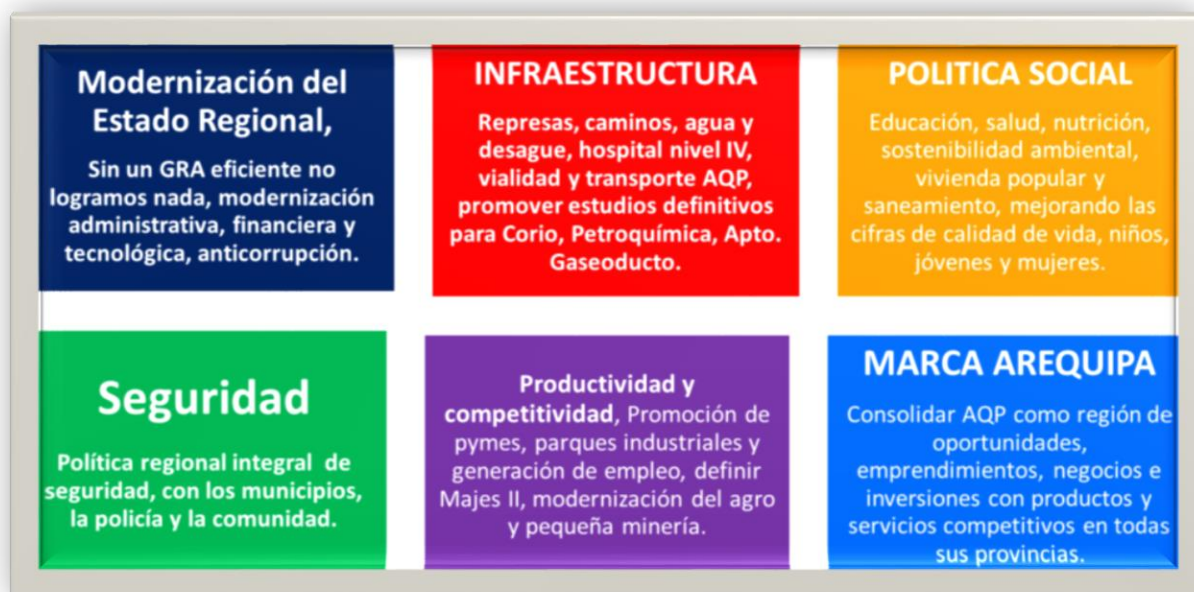 Modernización del
Estado Regional,
Sin un GRA eficiente no
logramos nada, modernización
administrativa, financiera y
tecnológica, anticorrupción.
INFRAESTRUCTURA
Represas, caminos, agua y
desague, hospital nivel IV,
vialidad y transporte AQP,
promover estudios definitivos
para Corio, Petroquímica, Apto.
Gaseoducto.
POLITICA SOCIAL
Educación, salud, nutrición,
sostenibilidad ambiental,
vivienda popular y
saneamiento, mejorando las
cifras de calidad de vida, niños,
jóvenes y mujeres.
Seguridad
Política regional integral de
seguridad, con los municipios,
la policía y la comunidad.
Productividad y
competitividad, Promoción de
pymes, parques industriales y
generación de empleo, definir
Majes II, modernización del agro
y pequeña minería.
MARCA AREQUIPA
Consolidar AQP como región de
oportunidades,
emprendimientos, negocios e
inversiones con productos y
servicios competitivos en todas
sus provincias.